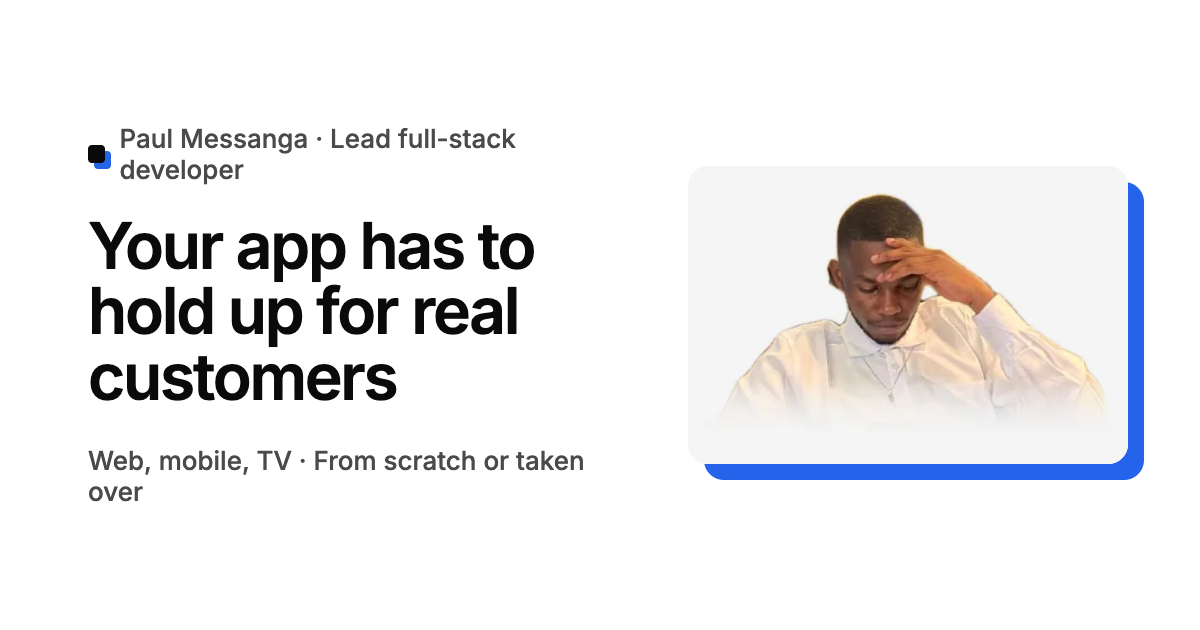 Paul Messanga · Lead full-stack
developer
Your app has to
hold up for real
customers
Web, mobile, TV · From scratch or taken
over